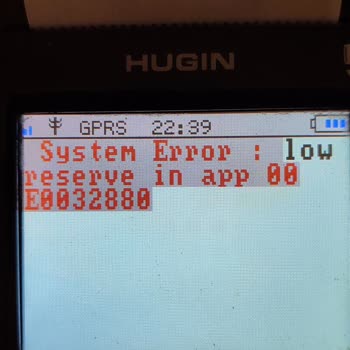 HUGIN
GPRS 22:39
System Error : low
reserve in app 00
E0032880